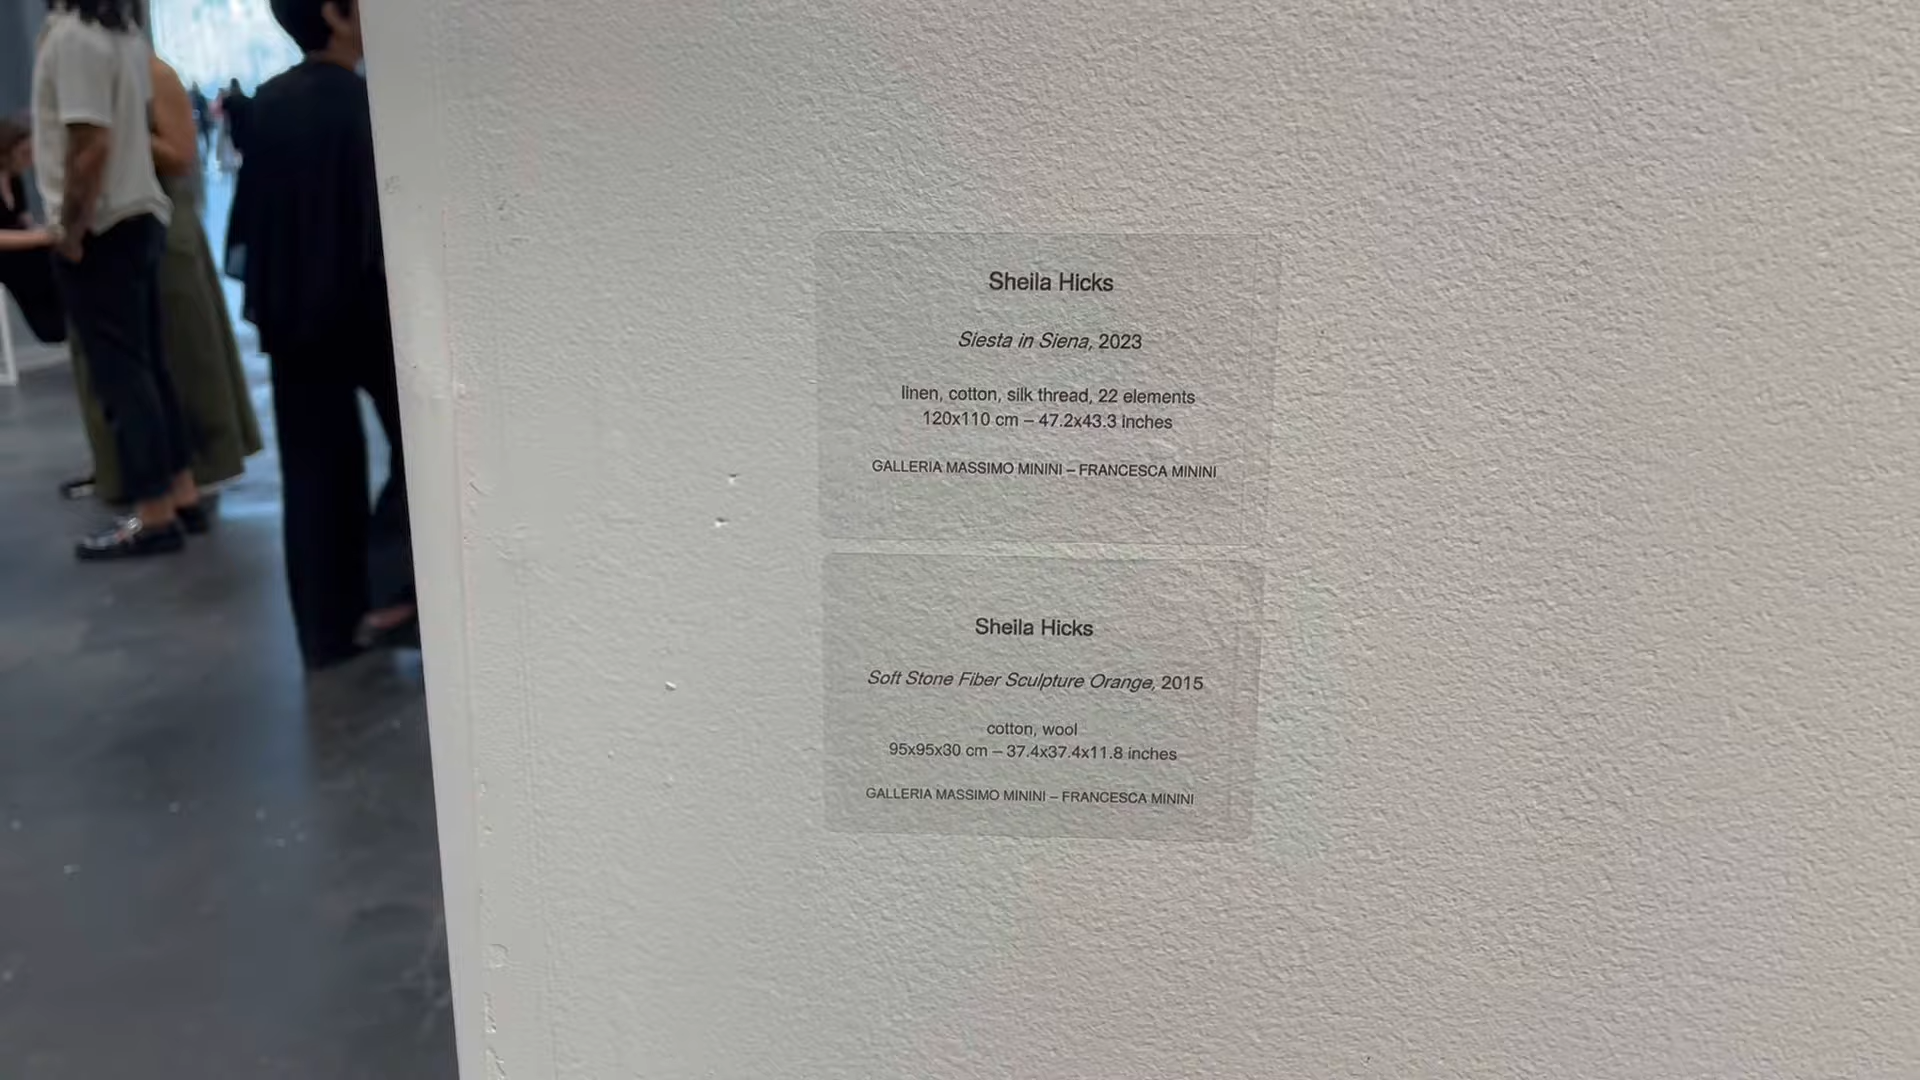 Sheila Hicks
Siesta in Siena, 2023
linen, cotton, silk thread, 22 elements
120x110 cm – 47.2x43.3 inches
GALLERIA MASSIMO MININI – FRANCESCA MININI
Sheila Hicks
Soft Stone Fiber Sculpture Orange, 2015
cotton, wool
95x95x30 cm – 37.4x37.4x11.8 inches
GALLERIA MASSIMO MININI – FRANCESCA MININI